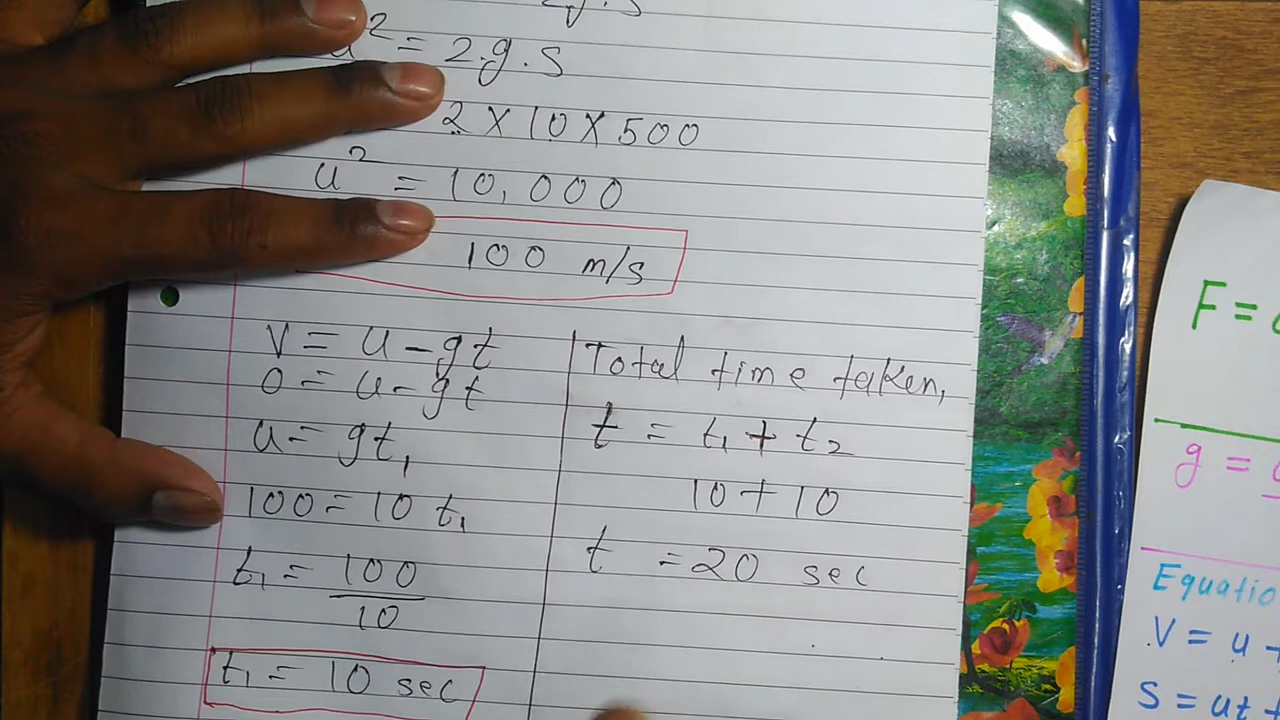 u² = 2.g.s
2 X 10 X 500
u² = 10,000
100 m/s
V = u - gt
0 = u - gt
u = gt₁
100 = 10 t₁
t₁ = 100/10
t₁ = 10 sec
Total time taken,
t = t₁ + t₂
10 + 10
t = 20 sec
F =
g =
V = u +
S = ut +